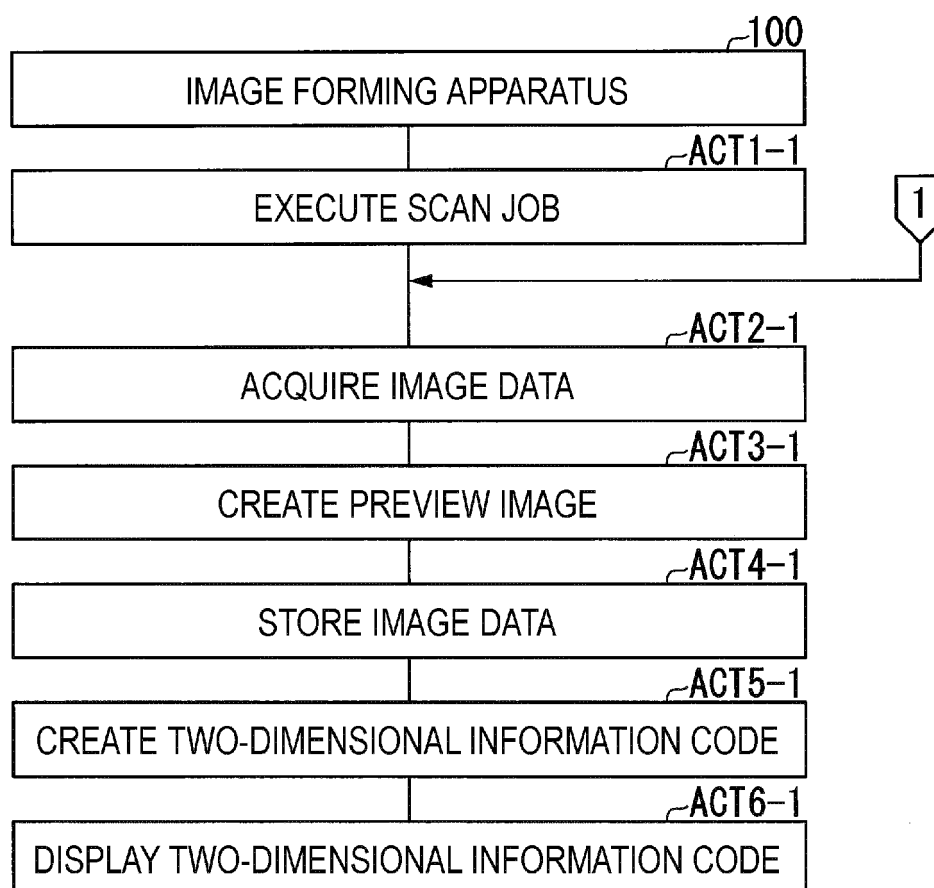 100
IMAGE FORMING APPARATUS
ACT1-1
EXECUTE SCAN JOB
1
ACT2-1
ACQUIRE IMAGE DATA
ACT3-1
CREATE PREVIEW IMAGE
ACT4-1
STORE IMAGE DATA
ACT5-1
CREATE TWO-DIMENSIONAL INFORMATION CODE
ACT6-1
DISPLAY TWO-DIMENSIONAL INFORMATION CODE